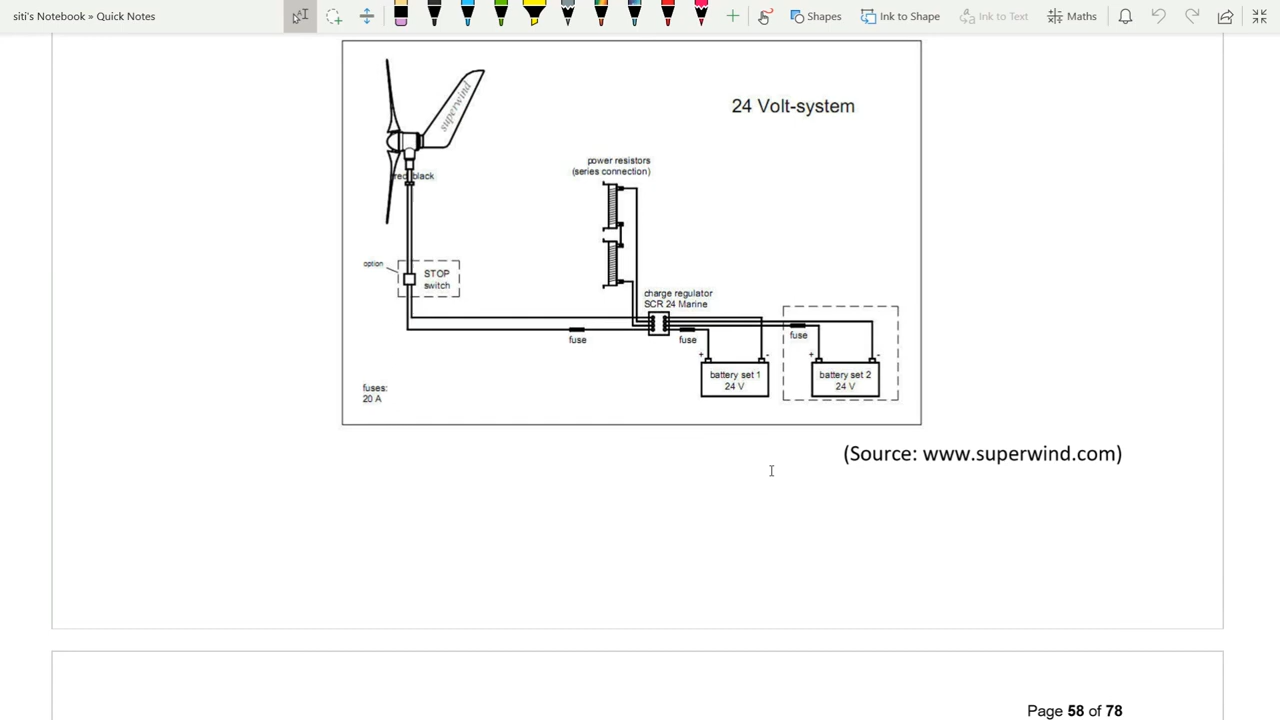 siti's Notebook » Quick Notes
Shapes
Ink to Shape
Ink to Text
Maths
superwind
24 Volt-system
red black
power resistors
(series connection)
option
STOP
switch
charge regulator
SCR 24 Marine
fuse
fuse
fuse
+ -
+ -
battery set 1
24 V
battery set 2
24 V
fuses:
20 A
(Source: www.superwind.com)
Page 58 of 78